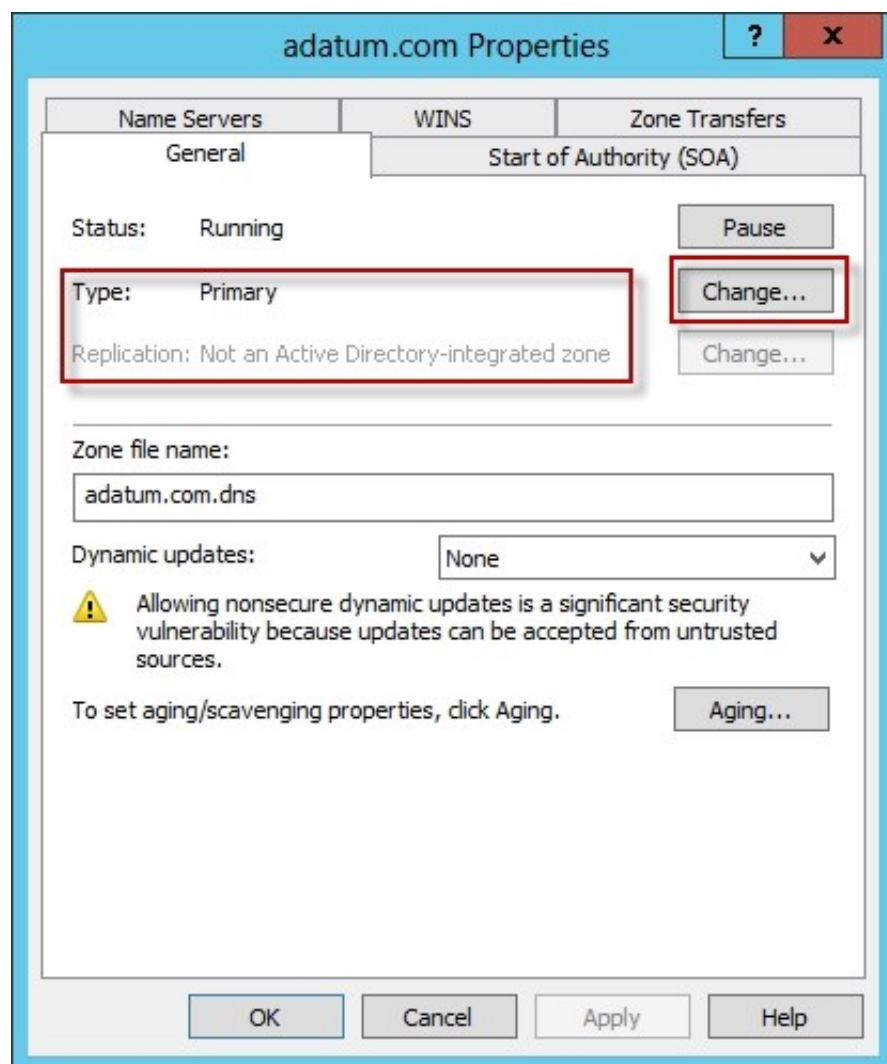 adatum.com Properties
?
x
Name Servers
WINS
Zone Transfers
General
Start of Authority (SOA)
Status:
Running
Pause
Type:
Primary
Change...
Replication: Not an Active Directory-integrated zone
Change...
Zone file name:
adatum.com.dns
Dynamic updates:
None
Allowing nonsecure dynamic updates is a significant security
vulnerability because updates can be accepted from untrusted
sources.
To set aging/scavenging properties, click Aging.
Aging...
OK
Cancel
Apply
Help